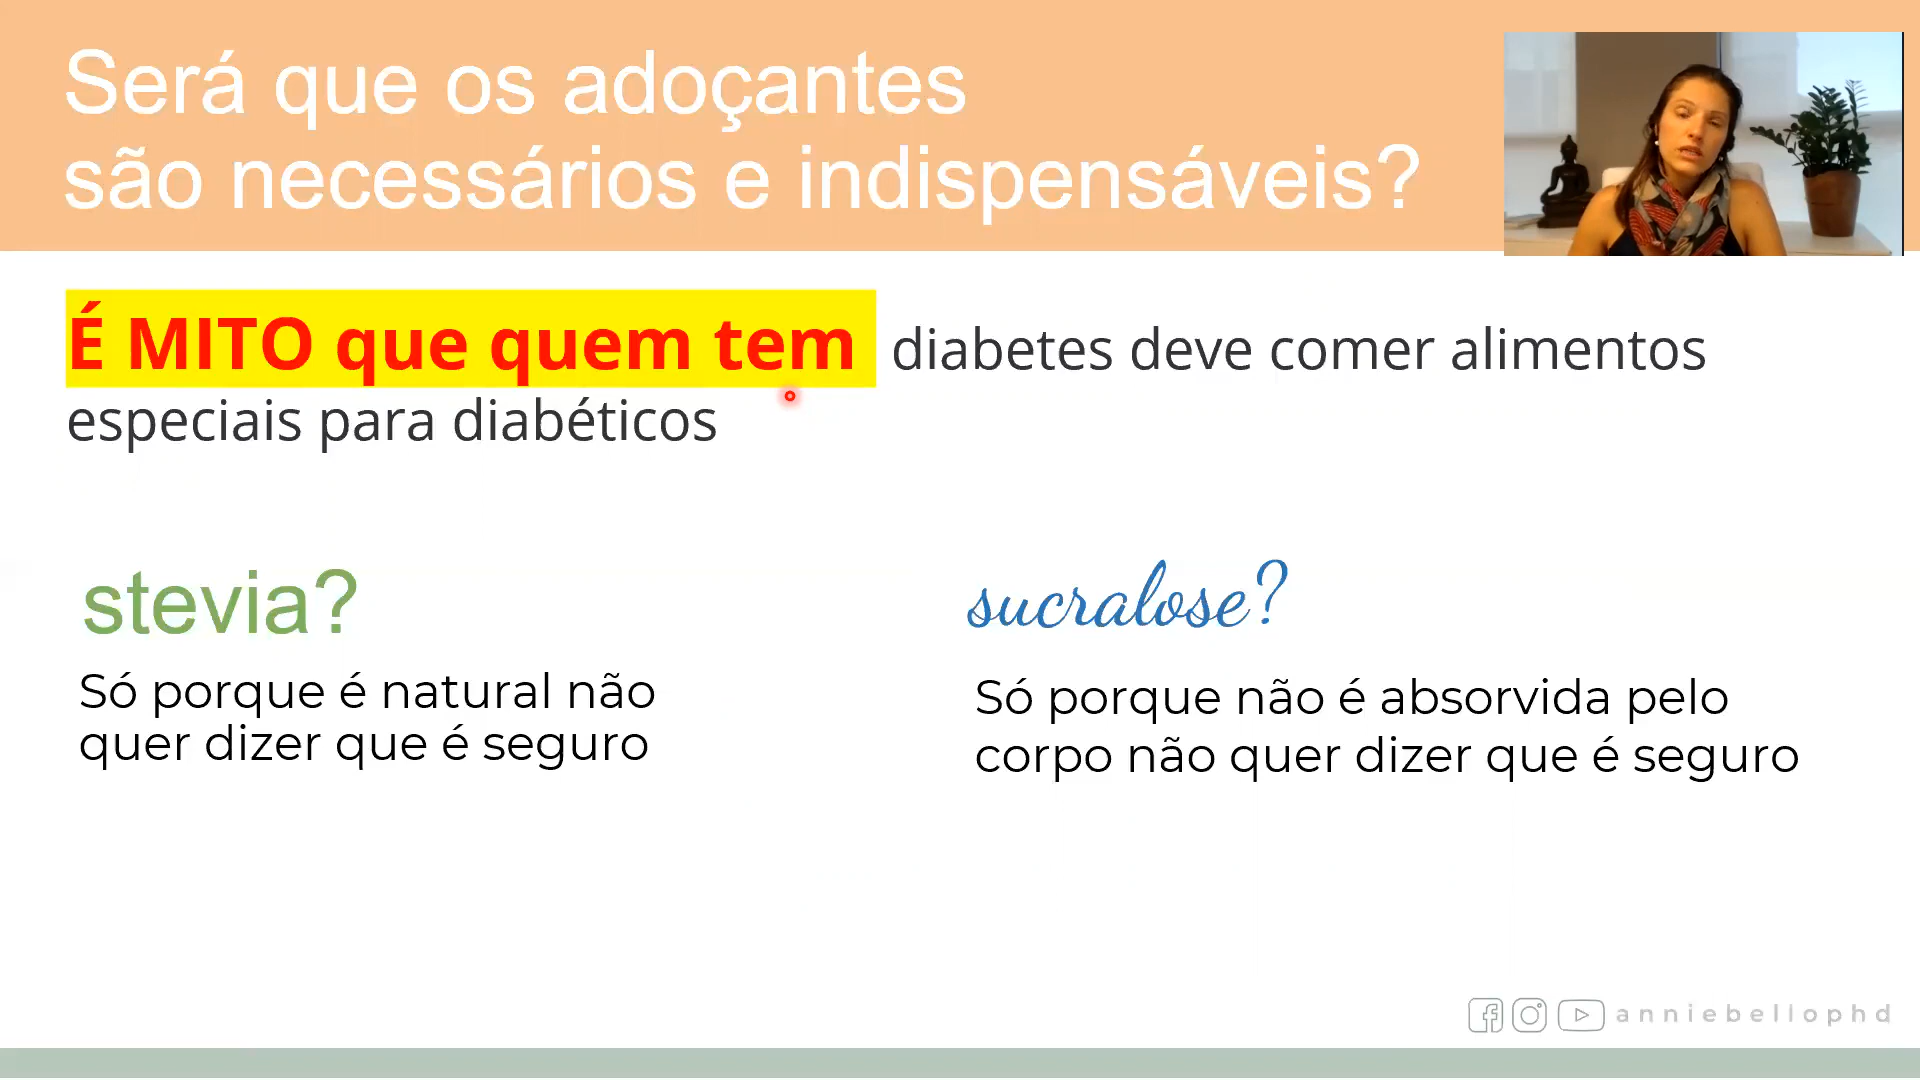 Será que os adoçantes
são necessários e indispensáveis?
É MITO que quem tem diabetes deve comer alimentos
especiais para diabéticos
stevia?
Só porque é natural não
quer dizer que é seguro
sucralose?
Só porque não é absorvida pelo
corpo não quer dizer que é seguro
anniebellophd